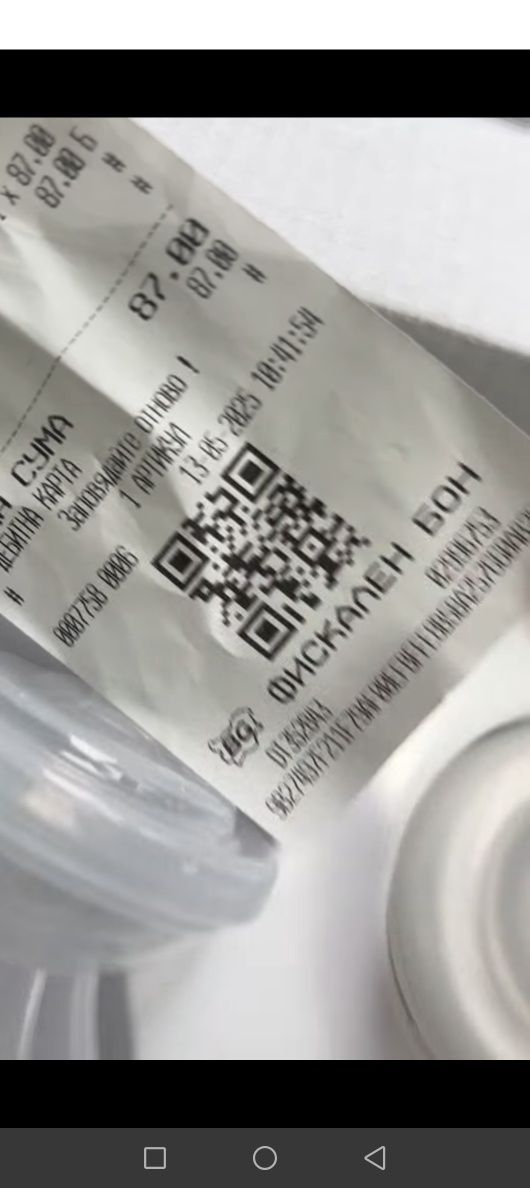 x 87.00
87.00 Б
#
#
87.00
87.00
#
СУМА
ДЕБИТНА КАРТА
#
Заповядайте ОТНОВО !
1 АРТИКУЛ
0007758 0006 13-05-2025 10:41:54
ФИСКАЛЕН БОН
BG